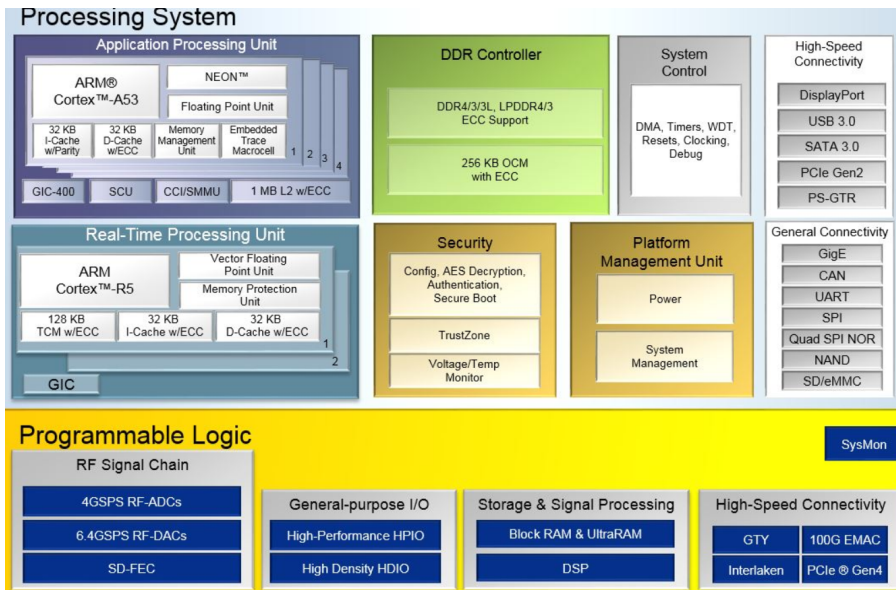 Processing System
Application Processing Unit
ARM®
Cortex™-A53
NEON™
Floating Point Unit
32 KB
I-Cache
w/Parity
32 KB
D-Cache
w/ECC
Memory
Management
Unit
Embedded
Trace
Macrocell
1
2
3
4
GIC-400
SCU
CCI/SMMU
1 MB L2 w/ECC
DDR Controller
DDR4/3/3L, LPDDR4/3
ECC Support
256 KB OCM
with ECC
System
Control
DMA, Timers, WDT,
Resets, Clocking,
Debug
High-Speed
Connectivity
DisplayPort
USB 3.0
SATA 3.0
PCIe Gen2
PS-GTR
Real-Time Processing Unit
ARM
Cortex™-R5
Vector Floating
Point Unit
Memory Protection
Unit
128 KB
TCM w/ECC
32 KB
I-Cache w/ECC
32 KB
D-Cache w/ECC
1
2
GIC
Security
Config, AES Decryption,
Authentication,
Secure Boot
TrustZone
Voltage/Temp
Monitor
Platform
Management Unit
Power
System
Management
General Connectivity
GigE
CAN
UART
SPI
Quad SPI NOR
NAND
SD/eMMC
Programmable Logic
SysMon
RF Signal Chain
4GSPS RF-ADCs
6.4GSPS RF-DACs
SD-FEC
General-purpose I/O
High-Performance HPIO
High Density HDIO
Storage & Signal Processing
Block RAM & UltraRAM
DSP
High-Speed Connectivity
GTY
100G EMAC
Interlaken
PCIe ® Gen4